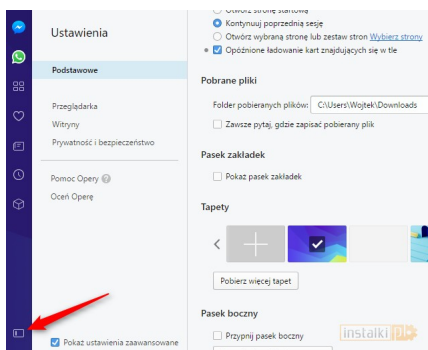 Otwórz stronę startową
Ustawienia
Kontynuuj poprzednią sesję
Otwórz wybraną stronę lub zestaw stron Wybierz strony
Opóźnione ładowanie kart znajdujących się w tle
Podstawowe
Przeglądarka
Witryny
Prywatność i bezpieczeństwo
Pomoc Opery
Oceń Operę
Pokaż ustawienia zaawansowane
Pobrane pliki
Folder pobieranych plików: C:\Users\Wojtek\Downloads
Zawsze pytaj, gdzie zapisać pobierany plik
Pasek zakładek
Pokaż pasek zakładek
Tapety
Pobierz więcej tapet
Pasek boczny
Przypnij pasek boczny
instalki pl